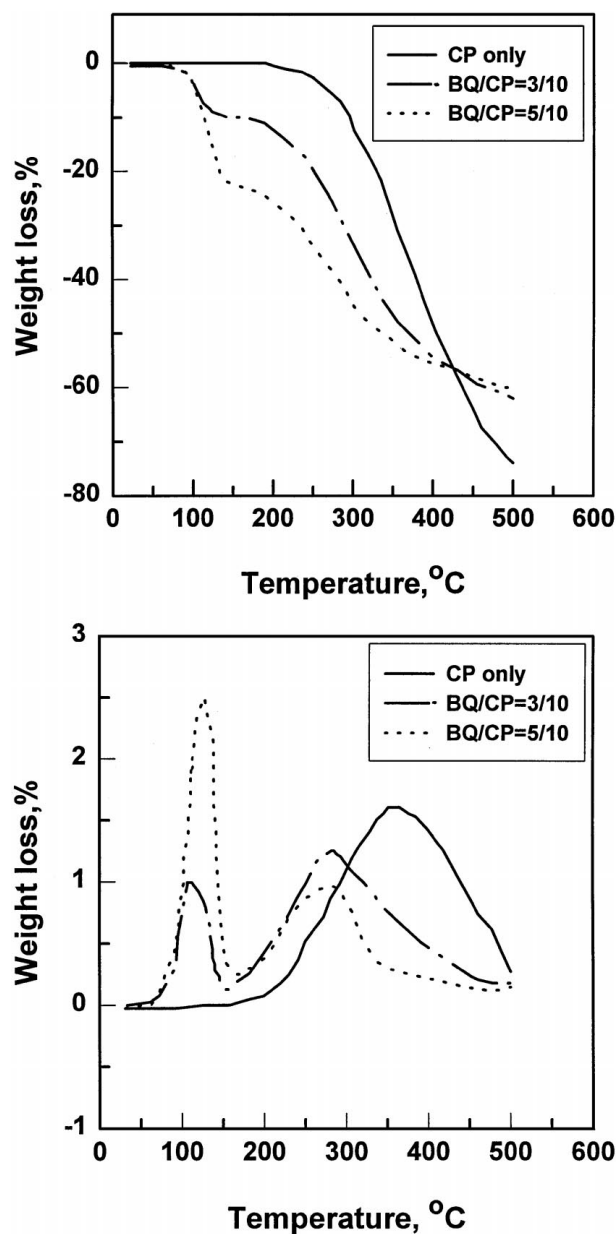 0
-20
-40
-60
-80
Weight loss,%
CP only
BQ/CP=3/10
BQ/CP=5/10
0 100 200 300 400 500 600
Temperature,°C
3
2
1
0
-1
Weight loss,%
CP only
BQ/CP=3/10
BQ/CP=5/10
0 100 200 300 400 500 600
Temperature, °C